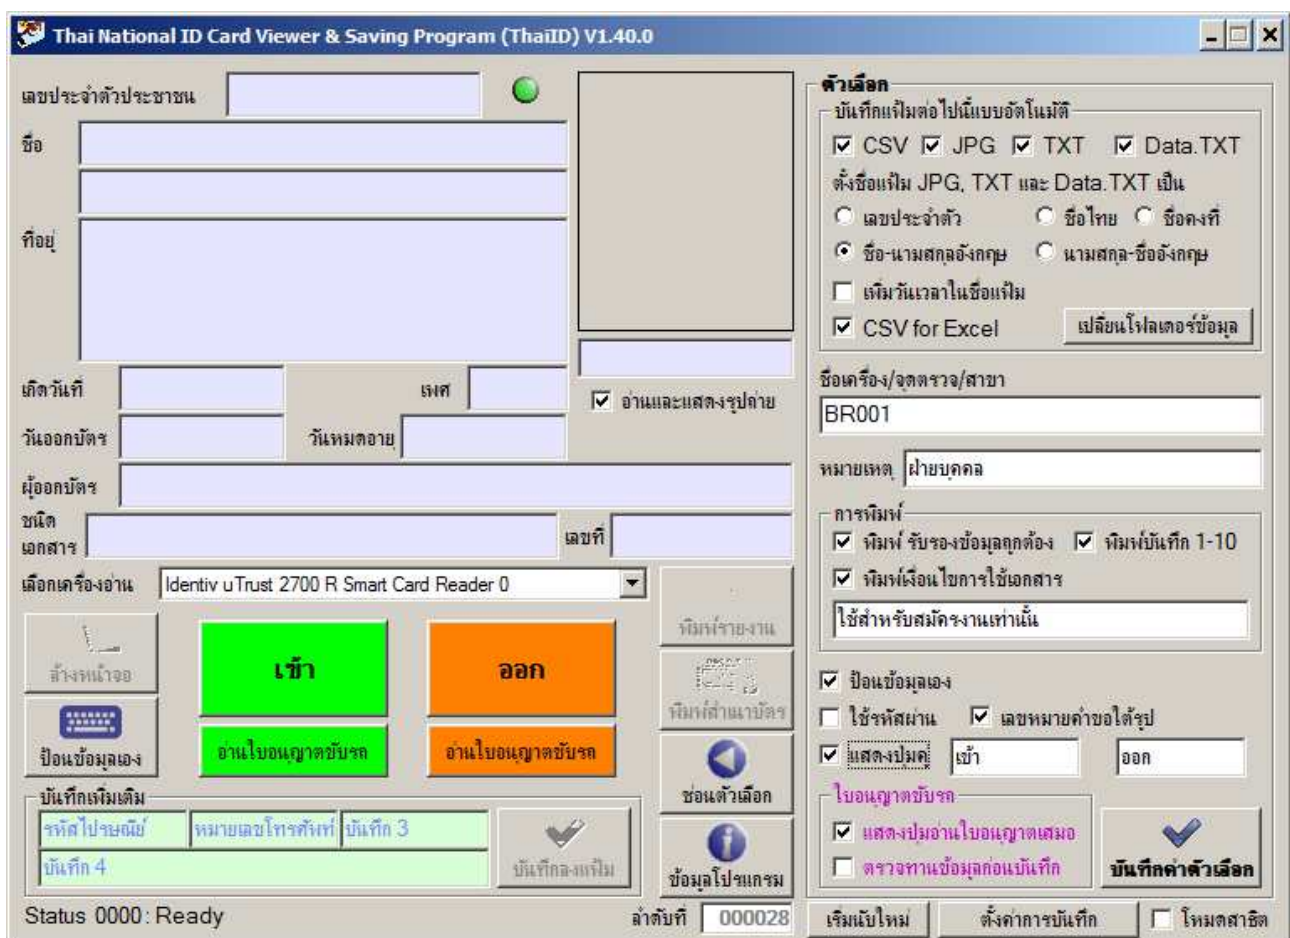 Thai National ID Card Viewer & Saving Program (ThaiID) V1.40.0
เลขประจำตัวประชาชน
ชื่อ
ที่อยู่
เกิดวันที่
เพศ
อ่านและแสดงรูปถ่าย
วันออกบัตร
วันหมดอายุ
ผู้ออกบัตร
ชนิด
เอกสาร
เลขที่
เลือกเครื่องอ่าน
Identiv uTrust 2700 R Smart Card Reader 0
ล้างหน้าจอ
เข้า
ออก
พิมพ์รายงาน
พิมพ์สำเนาบัตร
ป้อนข้อมูลเอง
อ่านใบอนุญาตขับรถ
อ่านใบอนุญาตขับรถ
ซ่อนตัวเลือก
บันทึกเพิ่มเติม
รหัสไปรษณีย์
หมายเลขโทรศัพท์
บันทึก 3
บันทึก 4
บันทึกลงแฟ้ม
ข้อมูลโปรแกรม
Status 0000: Ready
ลำดับที่ 000028
ตัวเลือก
บันทึกแฟ้มต่อไปนี้แบบอัตโนมัติ
CSV JPG TXT Data.TXT
ตั้งชื่อแฟ้ม JPG, TXT และ Data.TXT เป็น
เลขประจำตัว ชื่อไทย ชื่อคงที่
ชื่อ-นามสกุลอังกฤษ นามสกุล-ชื่ออังกฤษ
เพิ่มวันเวลาในชื่อแฟ้ม
CSV for Excel เปลี่ยนโฟลเดอร์ข้อมูล
ชื่อเครื่อง/จุดตรวจ/สาขา
BR001
หมายเหตุ ฝ่ายบุคคล
การพิมพ์
พิมพ์ รับรองข้อมูลถูกต้อง พิมพ์บันทึก 1-10
พิมพ์เงื่อนไขการใช้เอกสาร
ใช้สำหรับสมัครงานเท่านั้น
ป้อนข้อมูลเอง
ใช้รหัสผ่าน เลขหมายคำขอใต้รูป
แสดงปุ่มคู่ เข้า ออก
ใบอนุญาตขับรถ
แสดงปุ่มอ่านใบอนุญาตเสมอ
ตรวจทานข้อมูลก่อนบันทึก
บันทึกค่าตัวเลือก
เริ่มนับใหม่ ตั้งค่าการบันทึก โหมดสาธิต